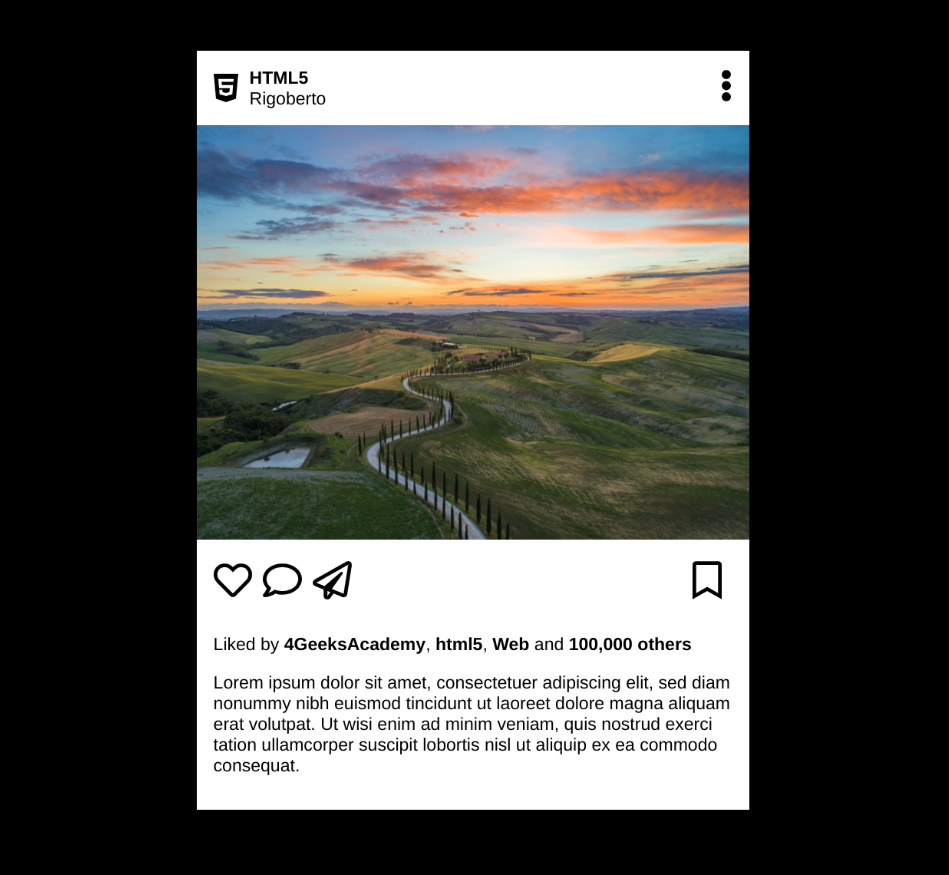 HTML5
Rigoberto
Liked by 4GeeksAcademy, html5, Web and 100,000 others
Lorem ipsum dolor sit amet, consectetuer adipiscing elit, sed diam
nonummy nibh euismod tincidunt ut laoreet dolore magna aliquam
erat volutpat. Ut wisi enim ad minim veniam, quis nostrud exerci
tation ullamcorper suscipit lobortis nisl ut aliquip ex ea commodo
consequat.